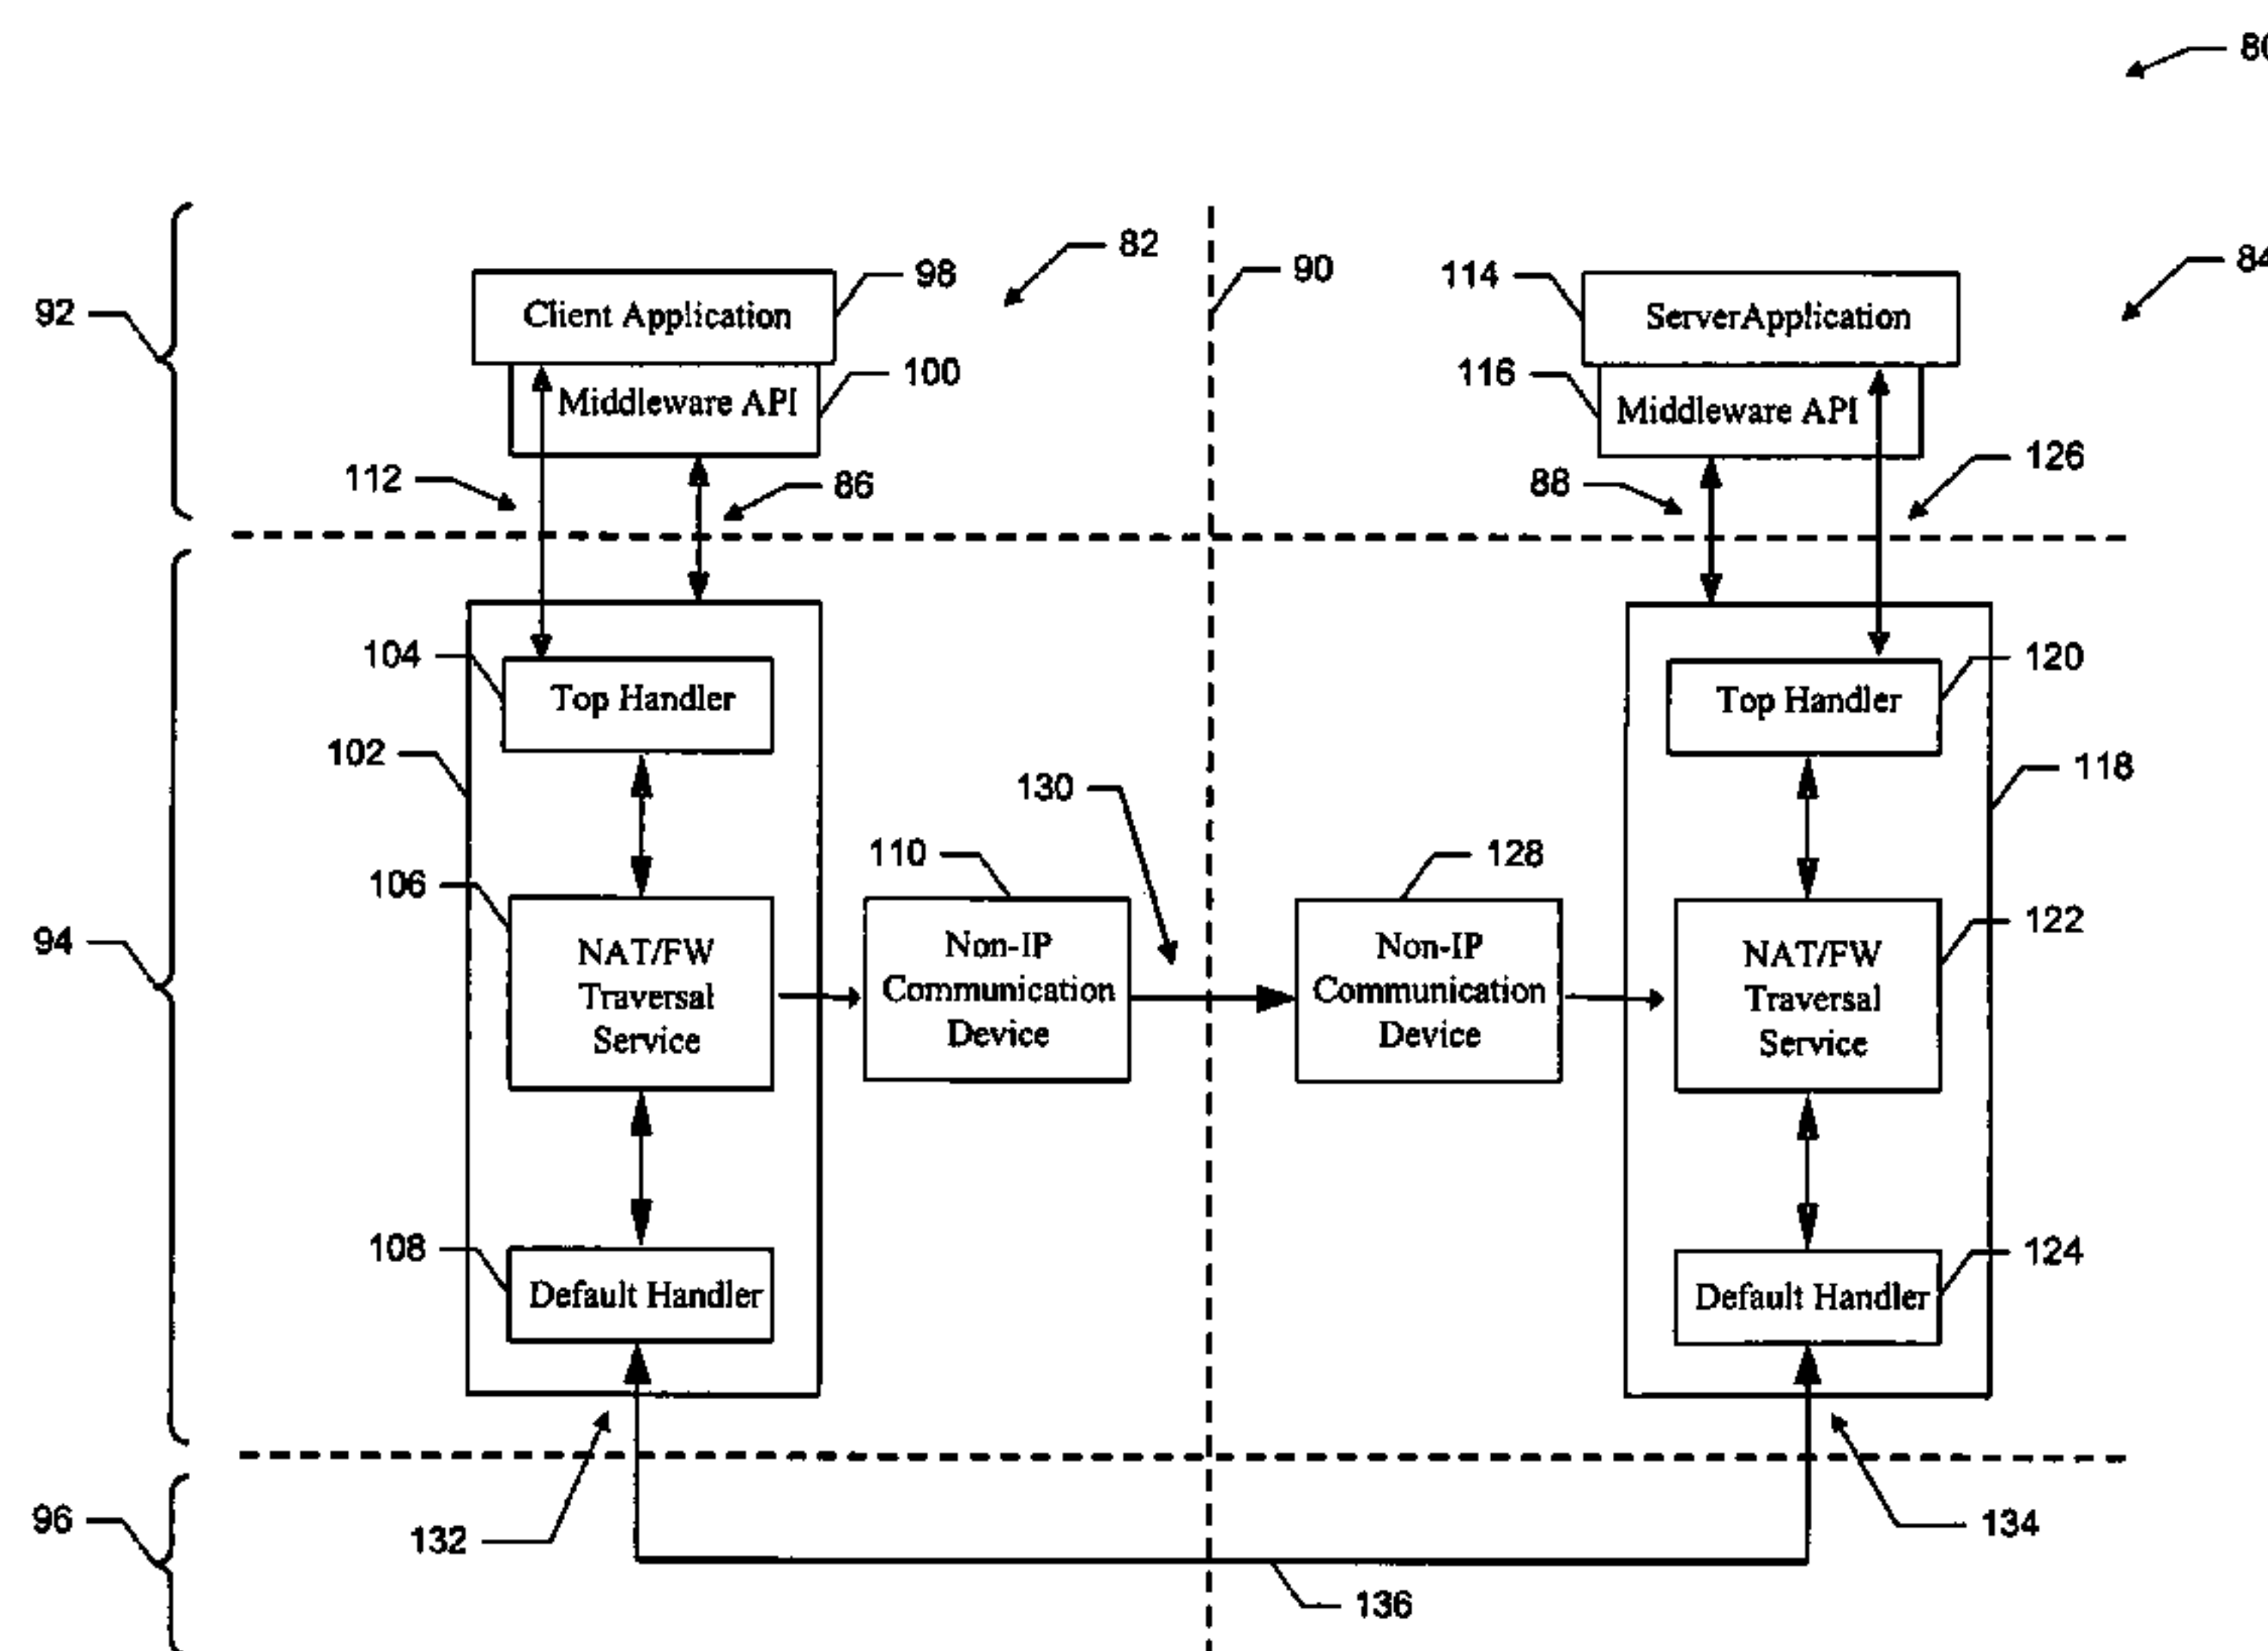 80
82
84
90
92
98
Client Application
100
Middleware API
112
86
114
ServerApplication
116
Middleware API
88
126
94
104
Top Handler
102
106
NAT/FW
Traversal
Service
110
Non-IP
Communication
Device
130
128
Non-IP
Communication
Device
120
Top Handler
118
122
NAT/FW
Traversal
Service
108
Default Handler
124
Default Handler
96
132
134
136